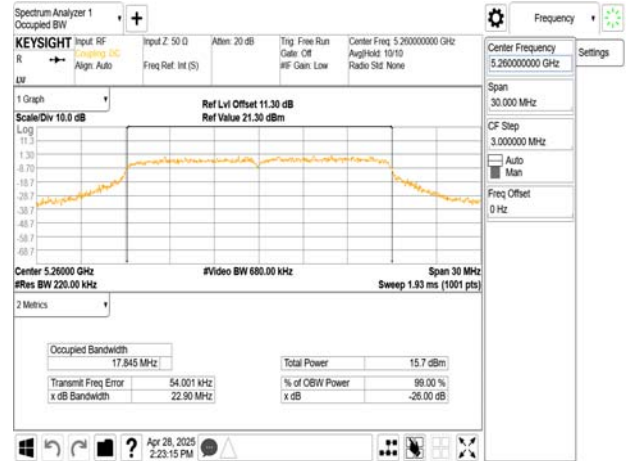 Spectrum Analyzer 1
Occupied BW
+
Frequency
KEYSIGHT
R
Input: RF
Coupling: DC
Align: Auto
Input Z: 50 Ω
Freq Ref: Int (S)
Atten: 20 dB
Trig: Free Run
Gate: Off
#IF Gain: Low
Center Freq: 5.260000000 GHz
Avg|Hold: 10/10
Radio Std: None
Center Frequency
5.260000000 GHz
Settings
Span
30.000 MHz
CF Step
3.000000 MHz
Auto
Man
Freq Offset
0 Hz
1 Graph
Scale/Div 10.0 dB
Ref Lvl Offset 11.30 dB
Ref Value 21.30 dBm
Log
11.3
1.30
-8.70
-18.7
-28.7
-38.7
-48.7
-58.7
-68.7
Center 5.26000 GHz
#Res BW 220.00 kHz
#Video BW 680.00 kHz
Span 30 MHz
Sweep 1.93 ms (1001 pts)
2 Metrics
Occupied Bandwidth
17.845 MHz
Transmit Freq Error 54.001 kHz
x dB Bandwidth 22.90 MHz
Total Power 15.7 dBm
% of OBW Power 99.00 %
x dB -26.00 dB
?
Apr 28, 2025
2:23:15 PM